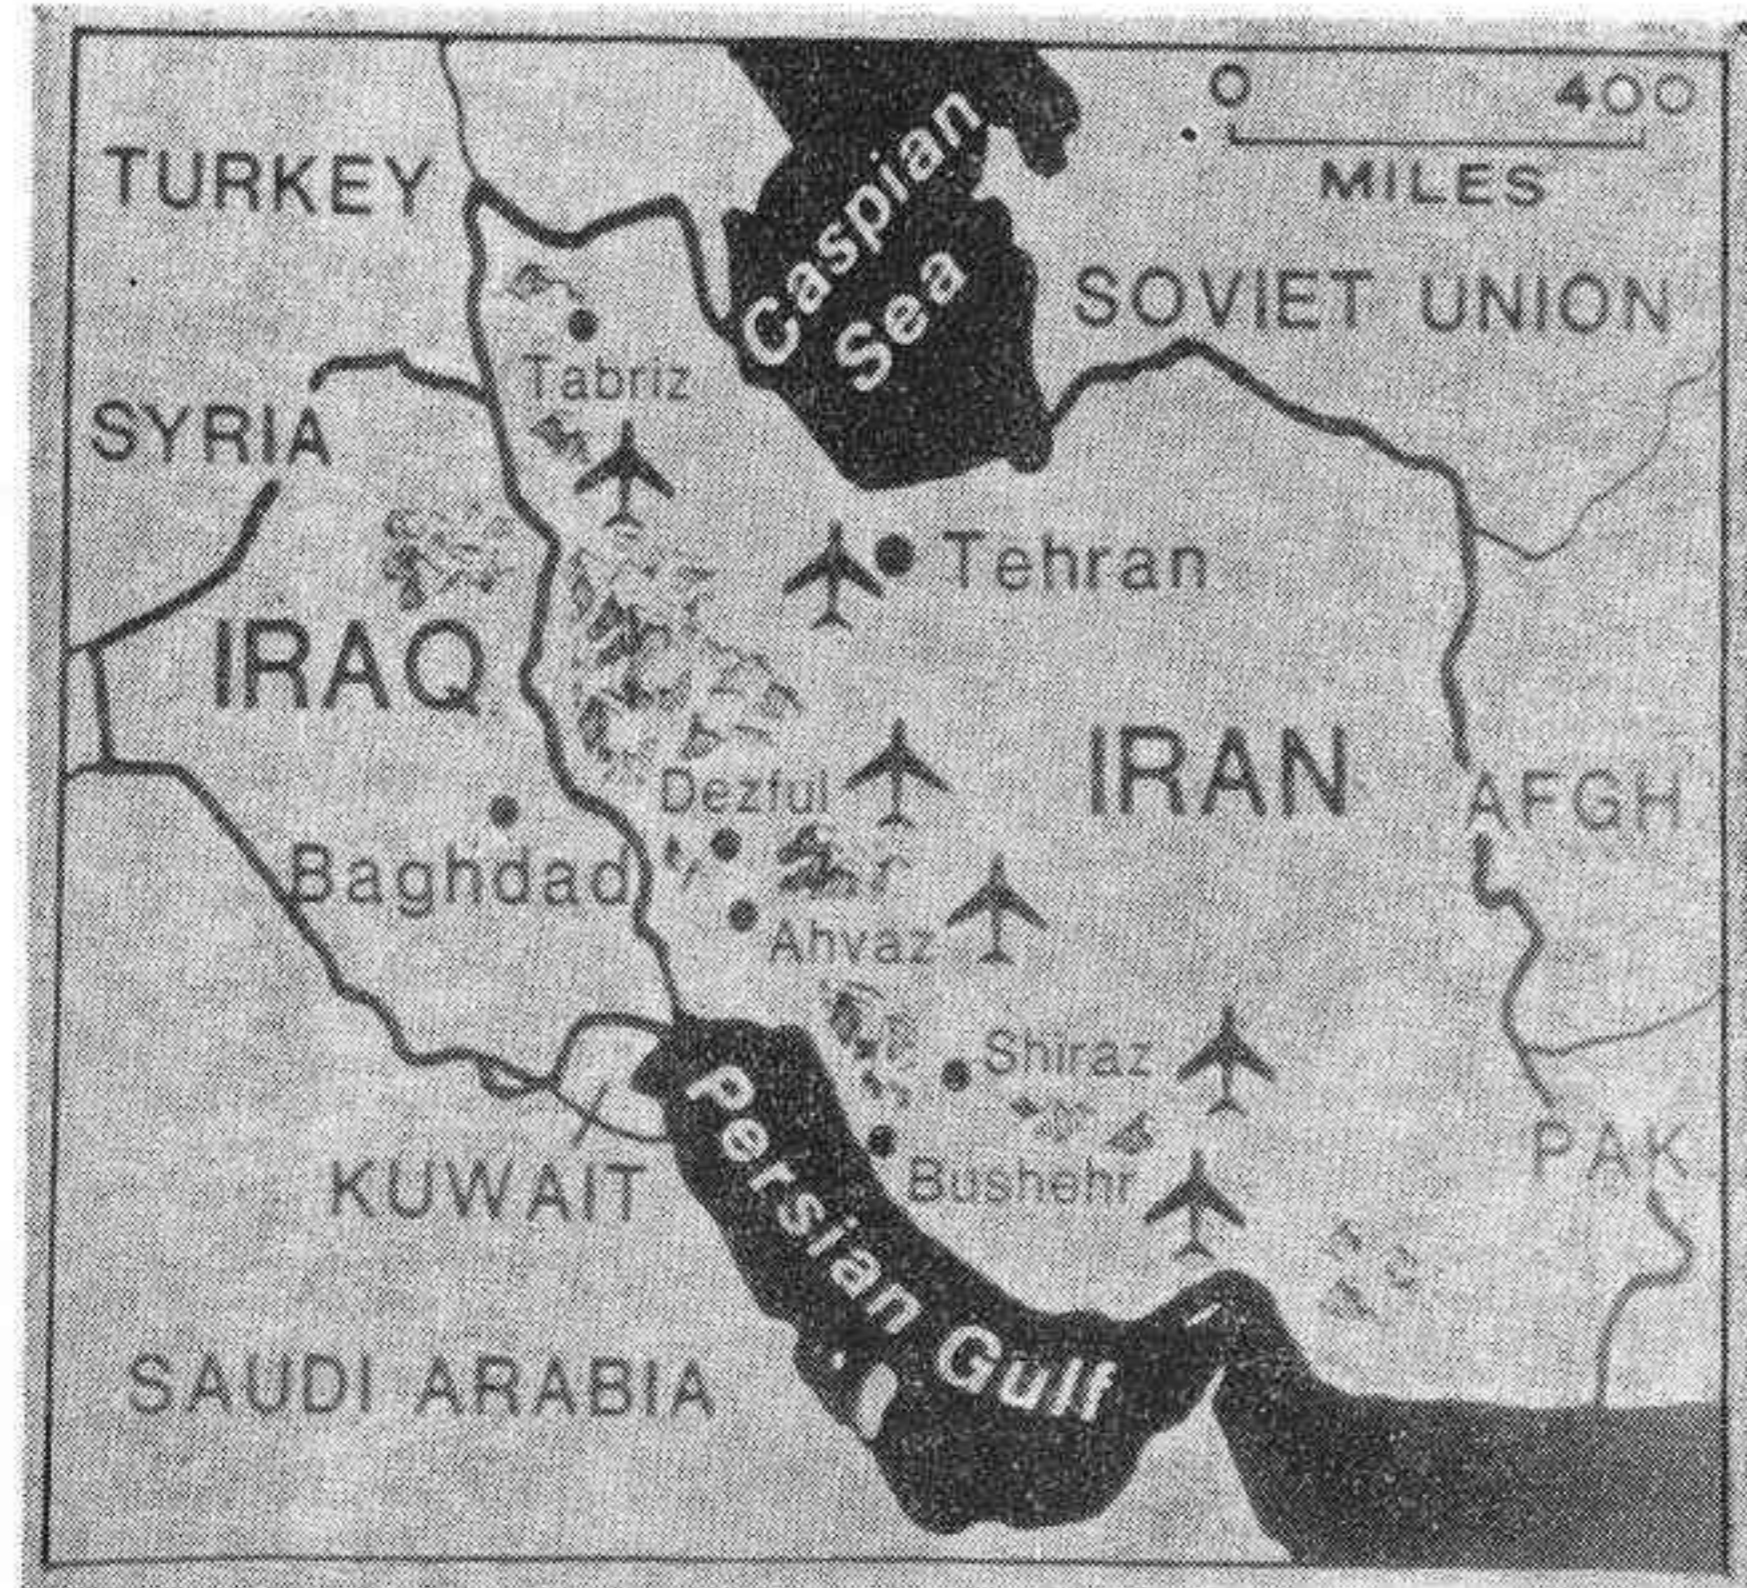 0 400
MILES
TURKEY
Caspian
Sea
SOVIET UNION
Tabriz
SYRIA
Tehran
IRAQ
IRAN
Dezful
AFGH
Baghdad
Ahvaz
Shiraz
Persian Gulf
PAK
KUWAIT
Bushehr
SAUDI ARABIA